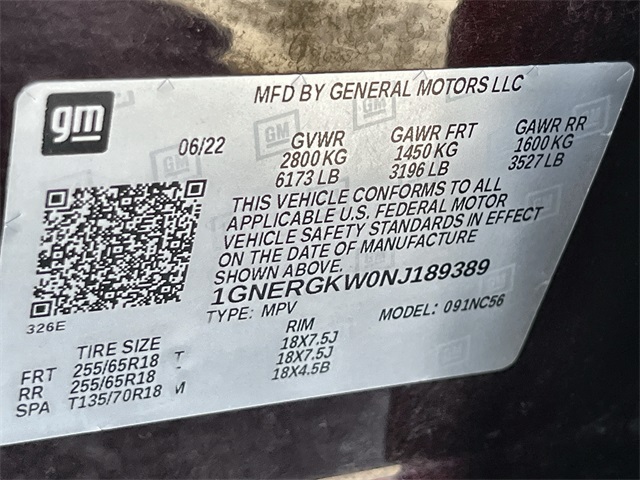 gm
MFD BY GENERAL MOTORS LLC
06/22
GVWR
2800 KG
6173 LB
GAWR FRT
1450 KG
3196 LB
GAWR RR
1600 KG
3527 LB
THIS VEHICLE CONFORMS TO ALL
APPLICABLE U.S. FEDERAL MOTOR
VEHICLE SAFETY STANDARDS IN EFFECT
ON THE DATE OF MANUFACTURE
SHOWN ABOVE.
1GNERGKW0NJ189389
TYPE: MPV
MODEL: 091NC56
326E
TIRE SIZE
RIM
FRT 255/65R18 T 18X7.5J
RR 255/65R18 18X7.5J
SPA T135/70R18 M 18X4.5B